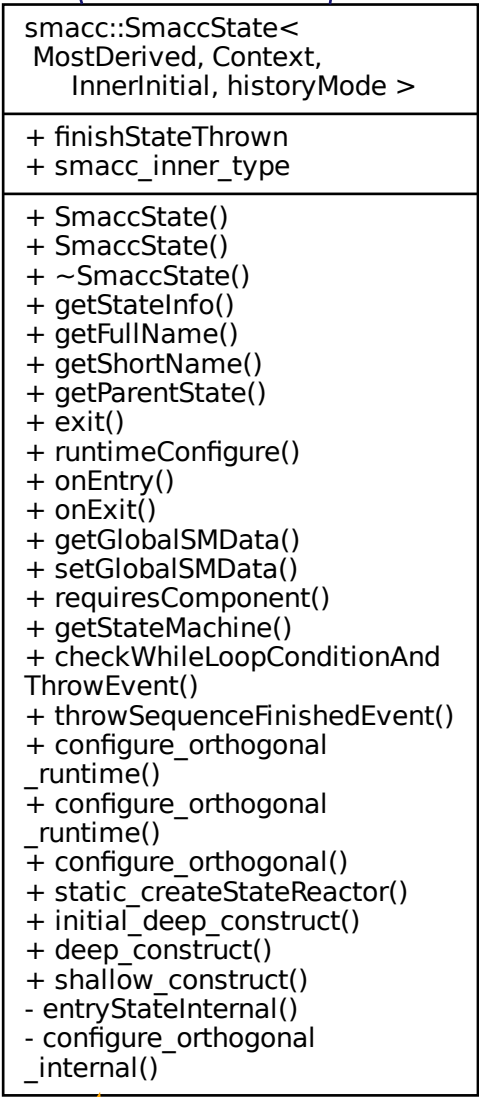 smacc::SmaccState<
MostDerived, Context,
InnerInitial, historyMode >
+ finishStateThrown
+ smacc_inner_type
+ SmaccState()
+ SmaccState()
+ ~SmaccState()
+ getStateInfo()
+ getFullName()
+ getShortName()
+ getParentState()
+ exit()
+ runtimeConfigure()
+ onEntry()
+ onExit()
+ getGlobalSMData()
+ setGlobalSMData()
+ requiresComponent()
+ getStateMachine()
+ checkWhileLoopConditionAnd
ThrowEvent()
+ throwSequenceFinishedEvent()
+ configure_orthogonal
_runtime()
+ configure_orthogonal
_runtime()
+ configure_orthogonal()
+ static_createStateReactor()
+ initial_deep_construct()
+ deep_construct()
+ shallow_construct()
- entryStateInternal()
- configure_orthogonal
_internal()